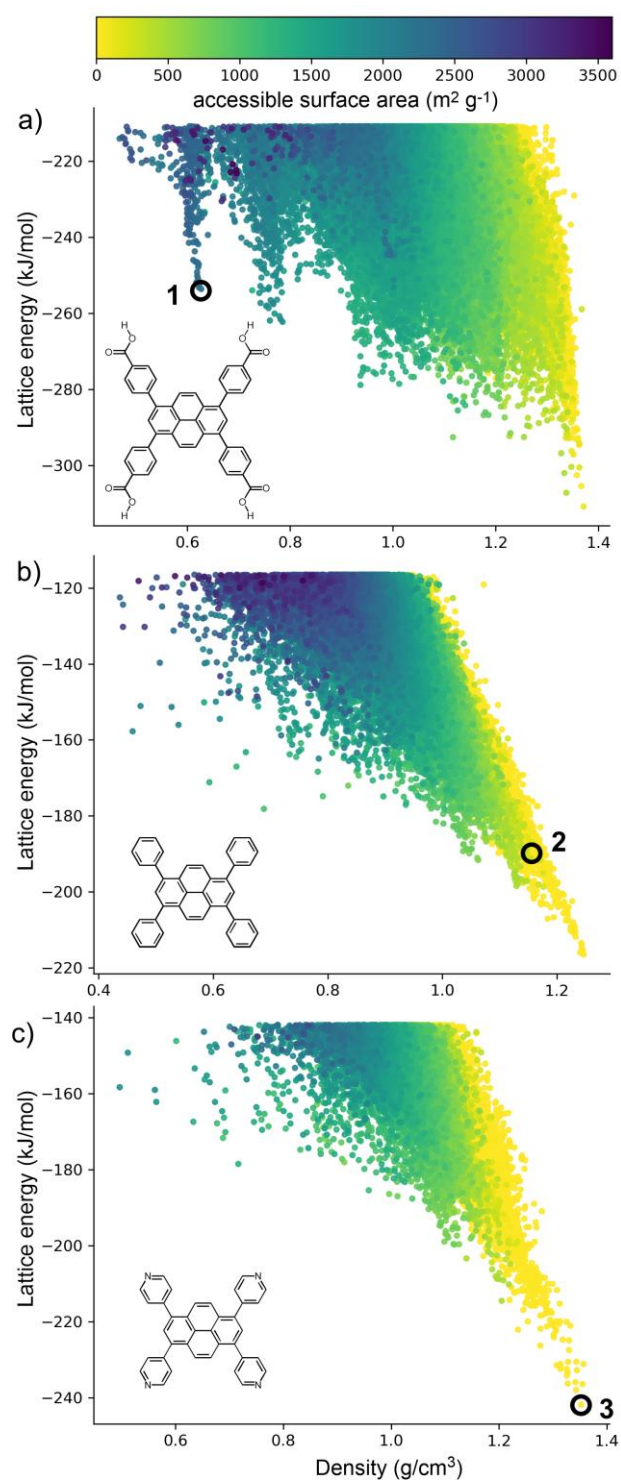 0 500 1000 1500 2000 2500 3000 3500
accessible surface area (m² g⁻¹)
a)
Lattice energy (kJ/mol)
−220
−240
−260
−280
−300
1
H H
O O
O O
O O
O O
H H
0.6 0.8 1.0 1.2 1.4
b)
Lattice energy (kJ/mol)
−120
−140
−160
−180
−200
−220
2
0.4 0.6 0.8 1.0 1.2
c)
Lattice energy (kJ/mol)
−140
−160
−180
−200
−220
−240
N N
N N
3
0.6 0.8 1.0 1.2 1.4
Density (g/cm³)